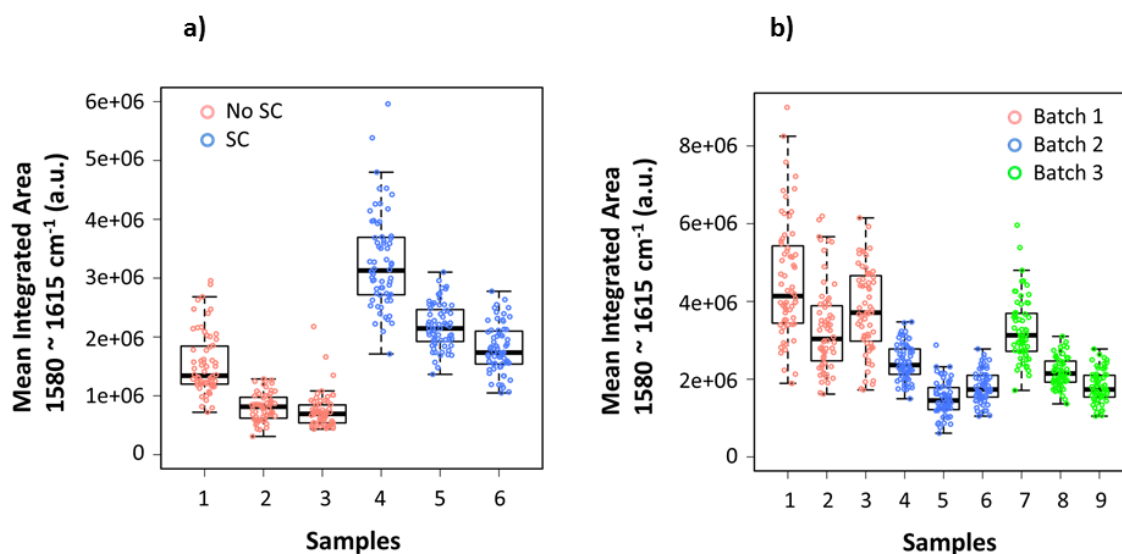 a)
Mean Integrated Area
1580 ~ 1615 cm⁻¹ (a.u.)
6e+06
5e+06
4e+06
3e+06
2e+06
1e+06
0
No SC
SC
1 2 3 4 5 6
Samples
b)
Mean Integrated Area
1580 ~ 1615 cm⁻¹ (a.u.)
8e+06
6e+06
4e+06
2e+06
0
Batch 1
Batch 2
Batch 3
1 2 3 4 5 6 7 8 9
Samples